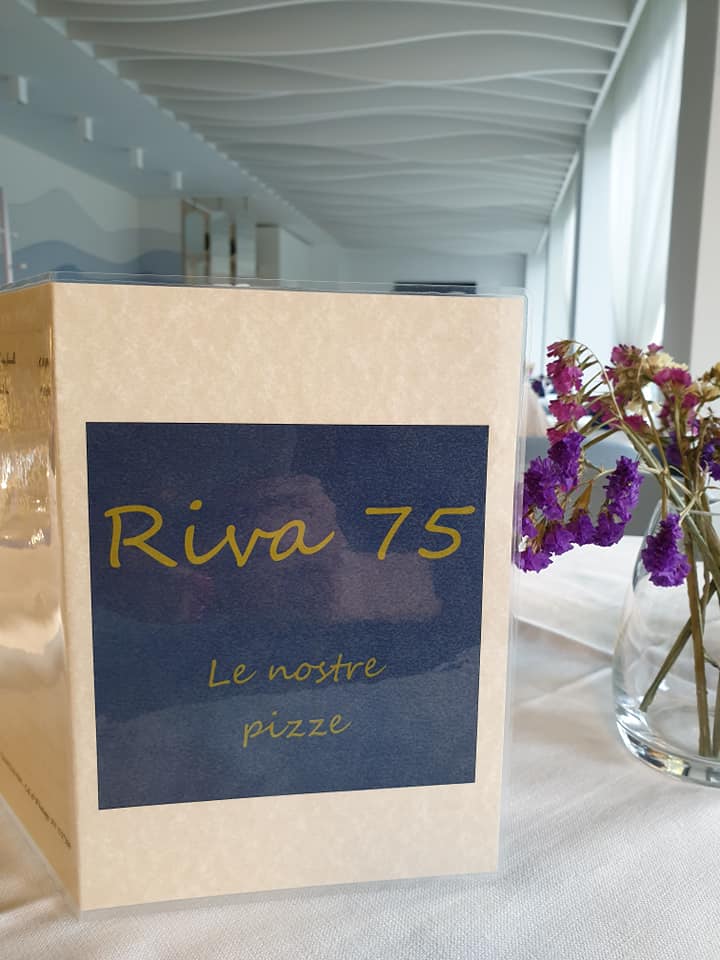 Riva 75
Le nostre
pizze